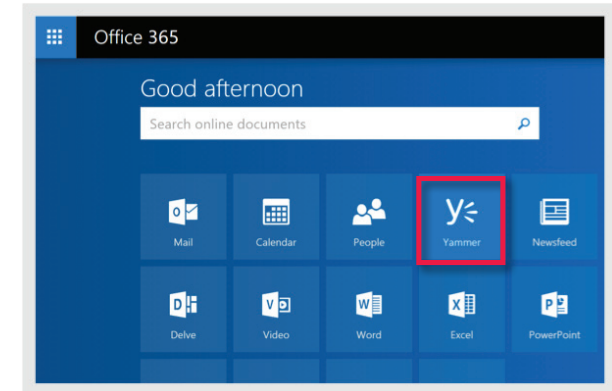 Office 365
Good afternoon
Search online documents
Mail Calendar People Yammer Newsfeed
Delve Video Word Excel PowerPoint